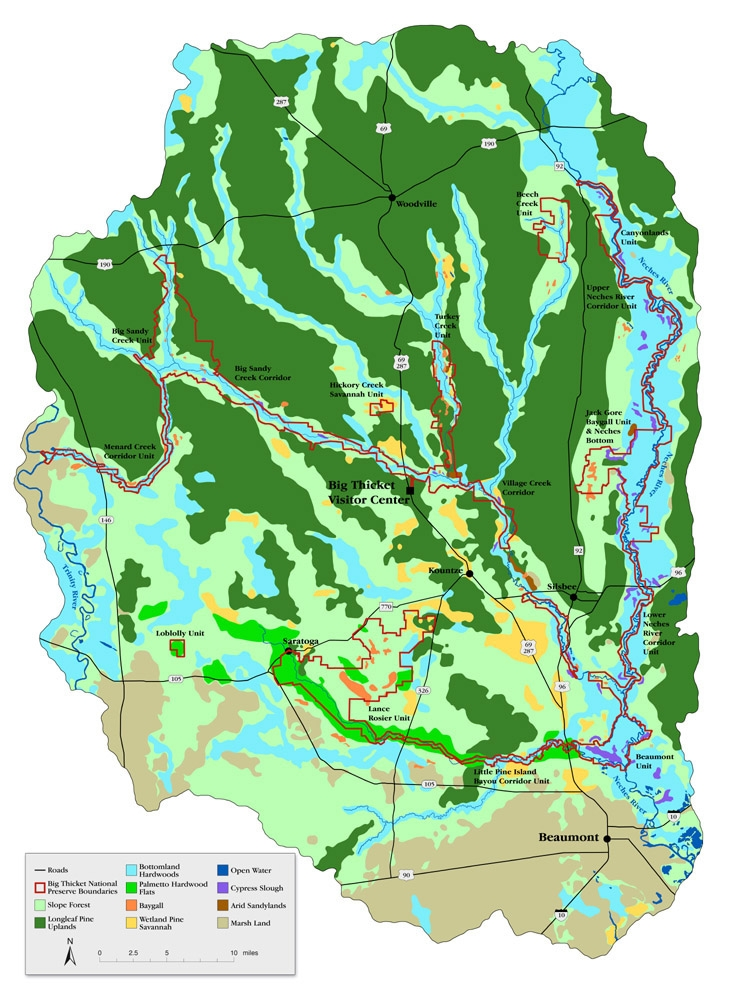 287
69
190
92
Woodville
Beech
Creek
Unit
Canyonlands
Unit
Neches River
190
Upper
Neches River
Corridor Unit
Turkey
Creek
Unit
Big Sandy
Creek Unit
69
287
Big Sandy
Creek Corridor
Hickory Creek
Savannah Unit
Jack Gore
Baygall Unit
& Neches
Bottom
Menard Creek
Corridor Unit
Neches River
Big Thicket
Visitor Center
Village Creek
Corridor
146
92
Trinity River
Kountze
Silsbee
96
770
Loblolly Unit
Saratoga
Lower
Neches
River
Corridor
Unit
69
287
105
326
96
Lance
Rosier Unit
Beaumont
Unit
Little Pine Island
Bayou Corridor Unit
105
Neches River
10
Beaumont
90
10
Roads
Big Thicket National
Preserve Boundaries
Slope Forest
Longleaf Pine
Uplands
Bottomland
Hardwoods
Palmetto Hardwood
Flats
Baygall
Wetland Pine
Savannah
Open Water
Cypress Slough
Arid Sandylands
Marsh Land
N
0 2.5 5 10 miles